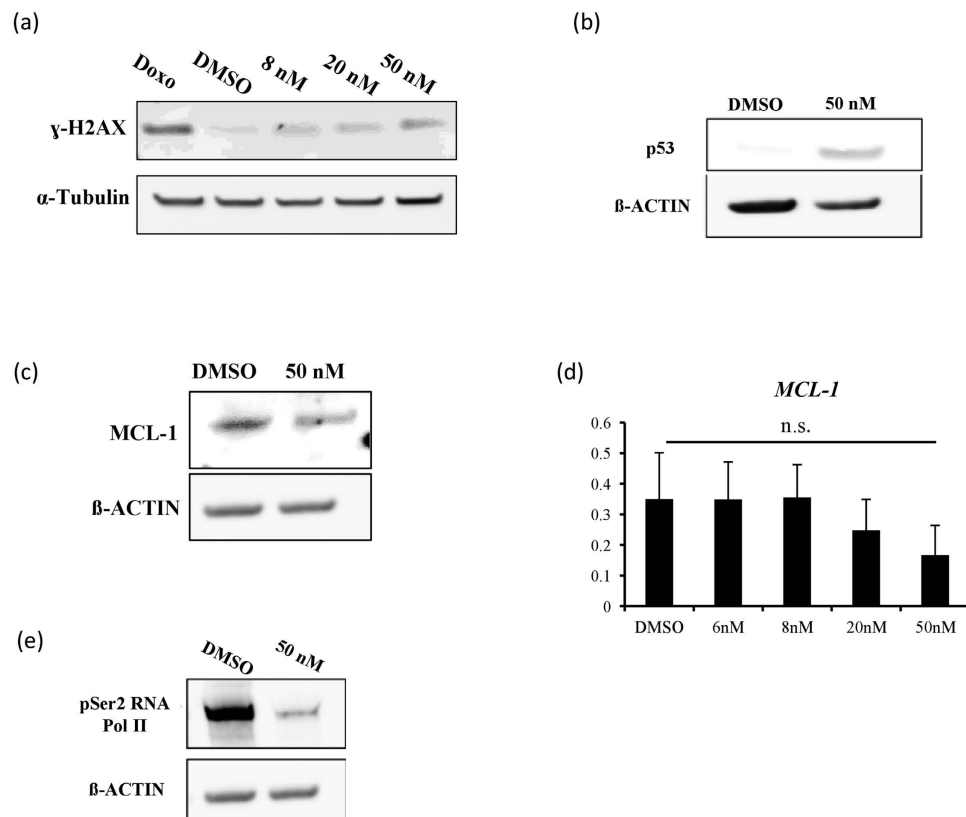 (a)
Doxo DMSO 8 nM 20 nM 50 nM
ɣ-H2AX
α-Tubulin
(b)
DMSO 50 nM
p53
ß-ACTIN
(c)
DMSO 50 nM
MCL-1
ß-ACTIN
(d)
MCL-1
n.s.
0.6
0.5
0.4
0.3
0.2
0.1
0
DMSO 6nM 8nM 20nM 50nM
(e)
DMSO 50 nM
pSer2 RNA
Pol II
ß-ACTIN